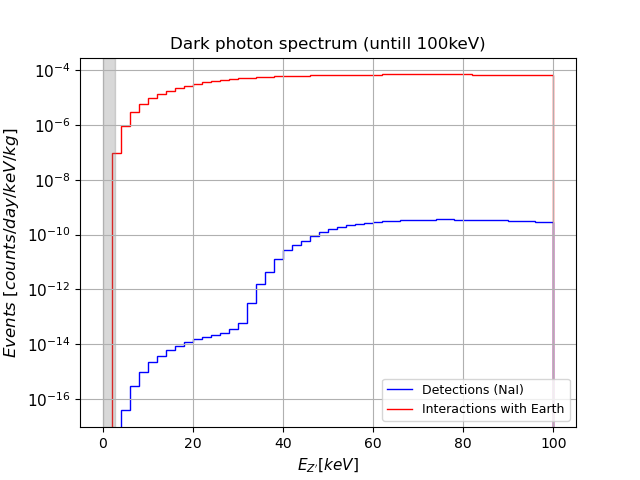 Dark photon spectrum (untill 100keV)
Events [counts/day/keV/kg]
10⁻⁴
10⁻⁶
10⁻⁸
10⁻¹⁰
10⁻¹²
10⁻¹⁴
10⁻¹⁶
Detections (NaI)
Interactions with Earth
0 20 40 60 80 100
E_{Z'}[keV]